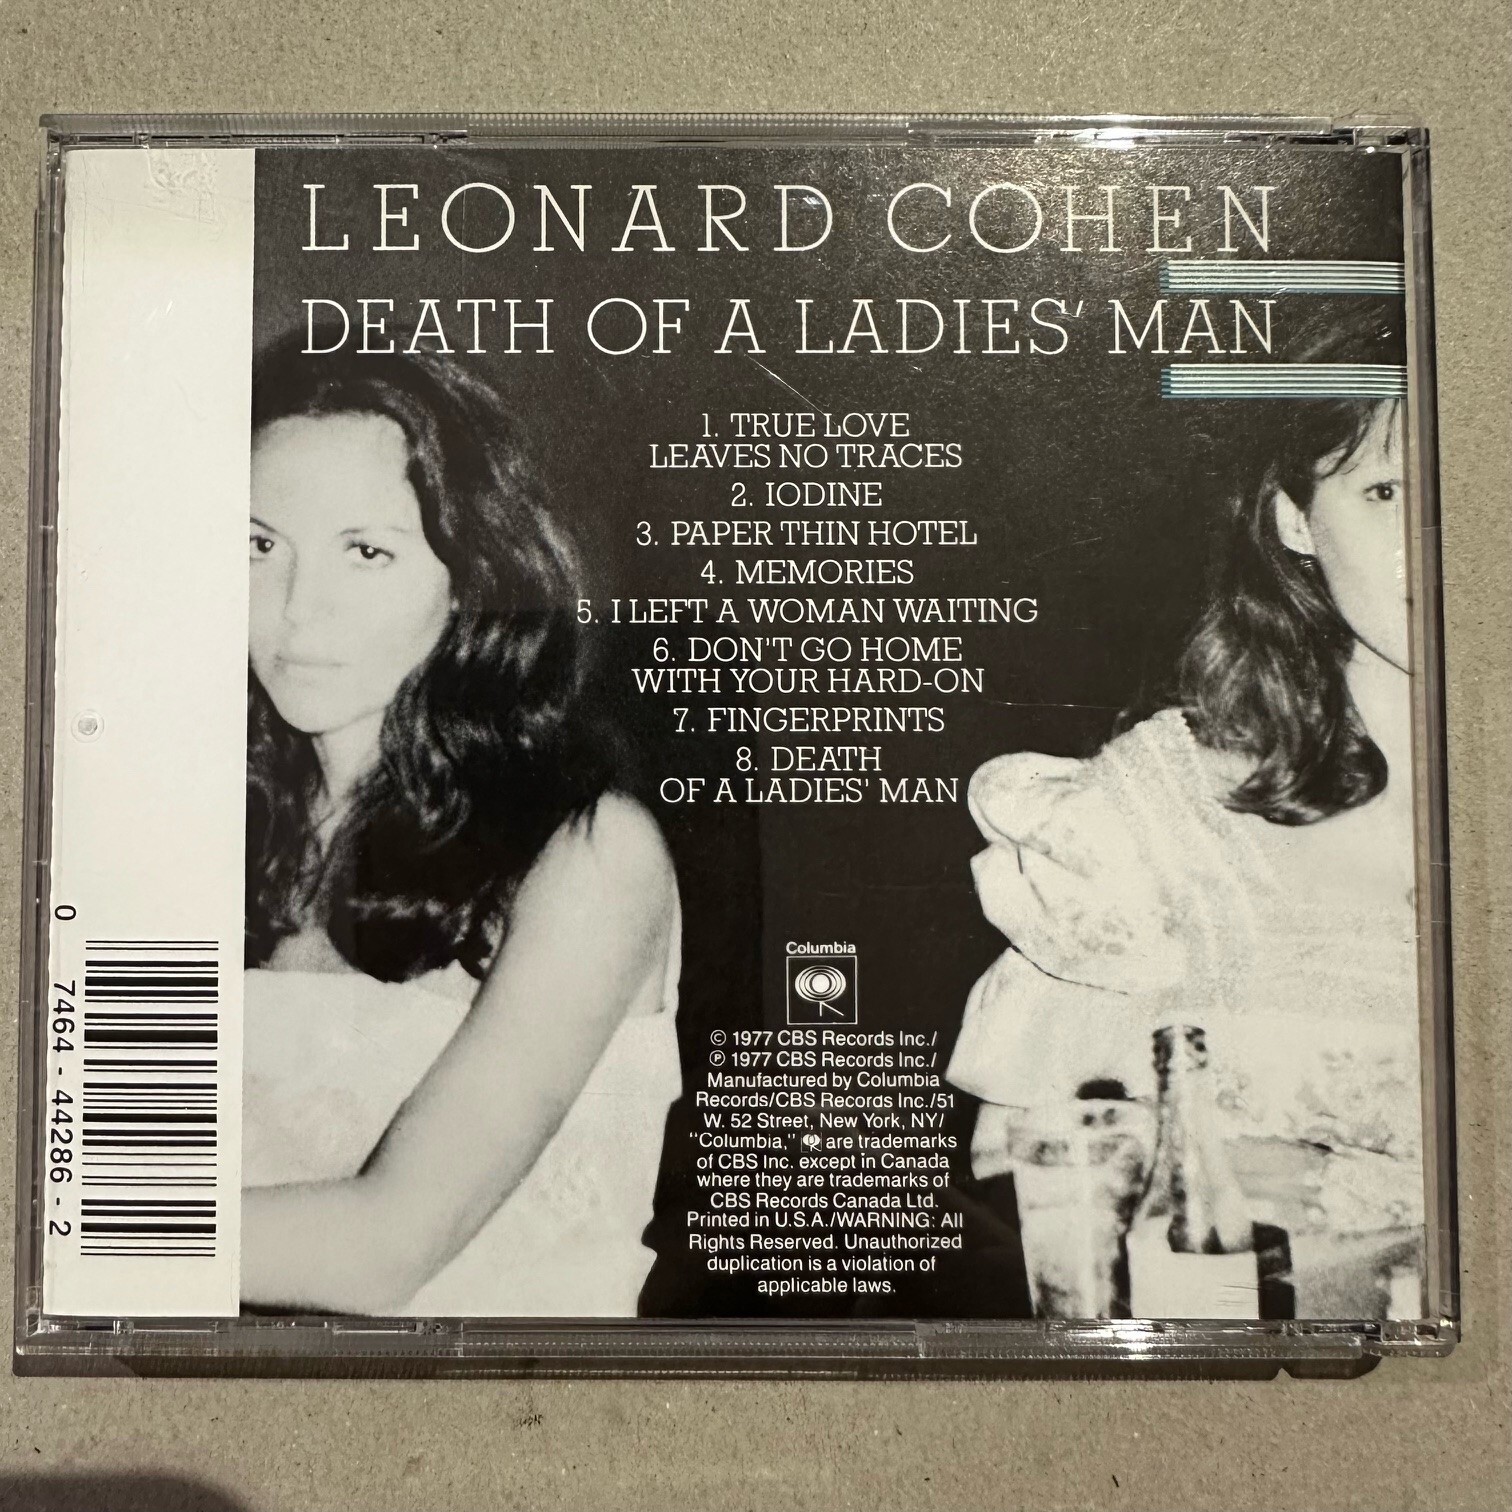 LEONARD COHEN
DEATH OF A LADIES' MAN
1. TRUE LOVE
LEAVES NO TRACES
2. IODINE
3. PAPER THIN HOTEL
4. MEMORIES
5. I LEFT A WOMAN WAITING
6. DON'T GO HOME
WITH YOUR HARD-ON
7. FINGERPRINTS
8. DEATH
OF A LADIES' MAN
Columbia
© 1977 CBS Records Inc./
℗ 1977 CBS Records Inc./
Manufactured by Columbia
Records/CBS Records Inc./51
W. 52 Street, New York, NY/
"Columbia," are trademarks
of CBS Inc. except in Canada
where they are trademarks of
CBS Records Canada Ltd.
Printed in U.S.A./WARNING: All
Rights Reserved. Unauthorized
duplication is a violation of
applicable laws.
0 7464-44286-2